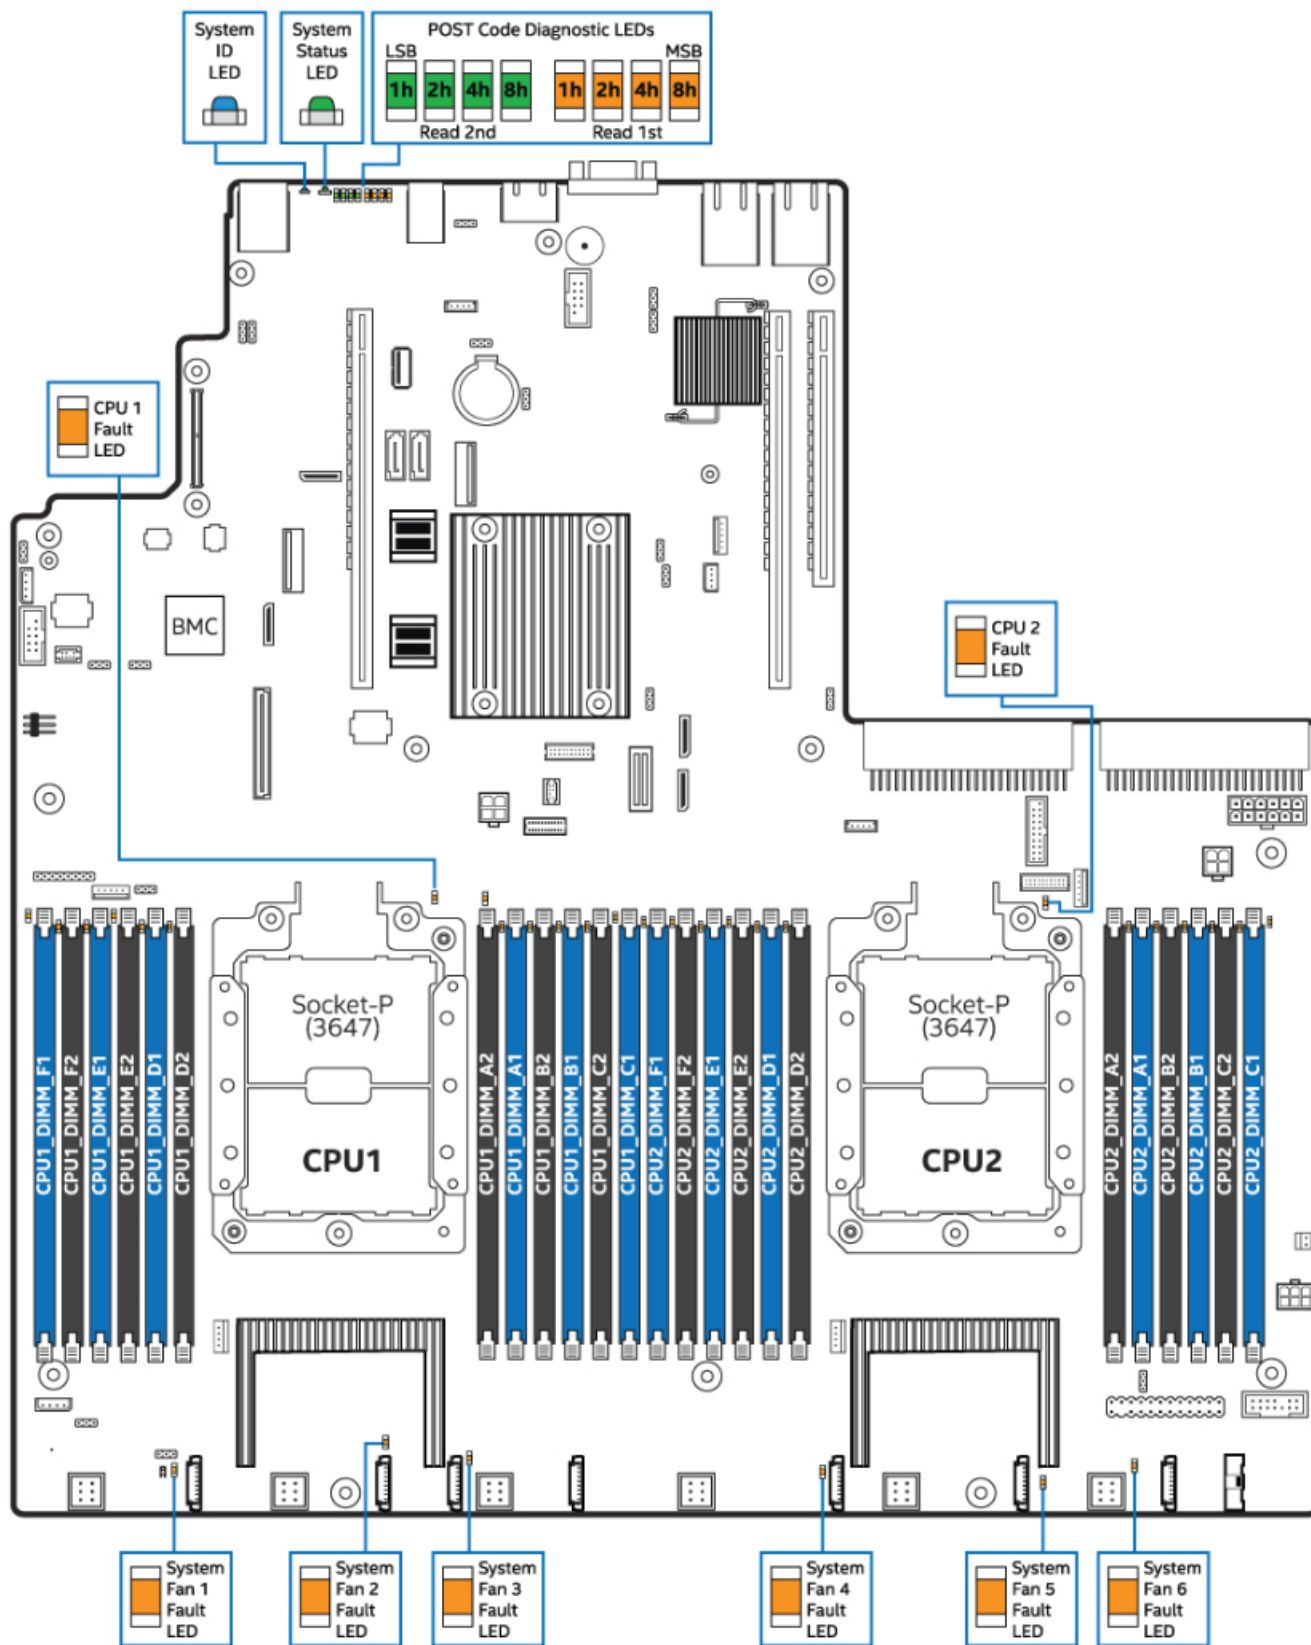 System
ID
LED
System
Status
LED
POST Code Diagnostic LEDs
LSB MSB
1h 2h 4h 8h 1h 2h 4h 8h
Read 2nd Read 1st
CPU 1
Fault
LED
BMC
CPU 2
Fault
LED
CPU1_DIMM_F1
CPU1_DIMM_F2
CPU1_DIMM_E1
CPU1_DIMM_E2
CPU1_DIMM_D1
CPU1_DIMM_D2
Socket-P
(3647)
CPU1
CPU1_DIMM_A2
CPU1_DIMM_A1
CPU1_DIMM_B2
CPU1_DIMM_B1
CPU1_DIMM_C2
CPU1_DIMM_C1
CPU2_DIMM_F1
CPU2_DIMM_F2
CPU2_DIMM_E1
CPU2_DIMM_E2
CPU2_DIMM_D1
CPU2_DIMM_D2
Socket-P
(3647)
CPU2
CPU2_DIMM_A2
CPU2_DIMM_A1
CPU2_DIMM_B2
CPU2_DIMM_B1
CPU2_DIMM_C2
CPU2_DIMM_C1
System
Fan 1
Fault
LED
System
Fan 2
Fault
LED
System
Fan 3
Fault
LED
System
Fan 4
Fault
LED
System
Fan 5
Fault
LED
System
Fan 6
Fault
LED